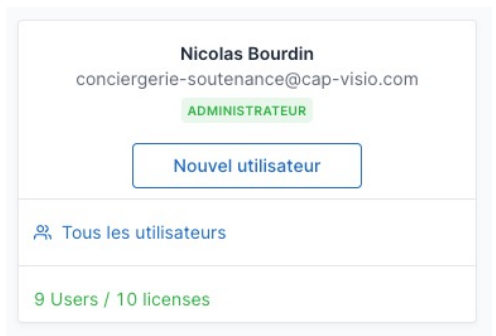 Nicolas Bourdin
conciergerie-soutenance@cap-visio.com
ADMINISTRATEUR
Nouvel utilisateur
Tous les utilisateurs
9 Users / 10 licenses